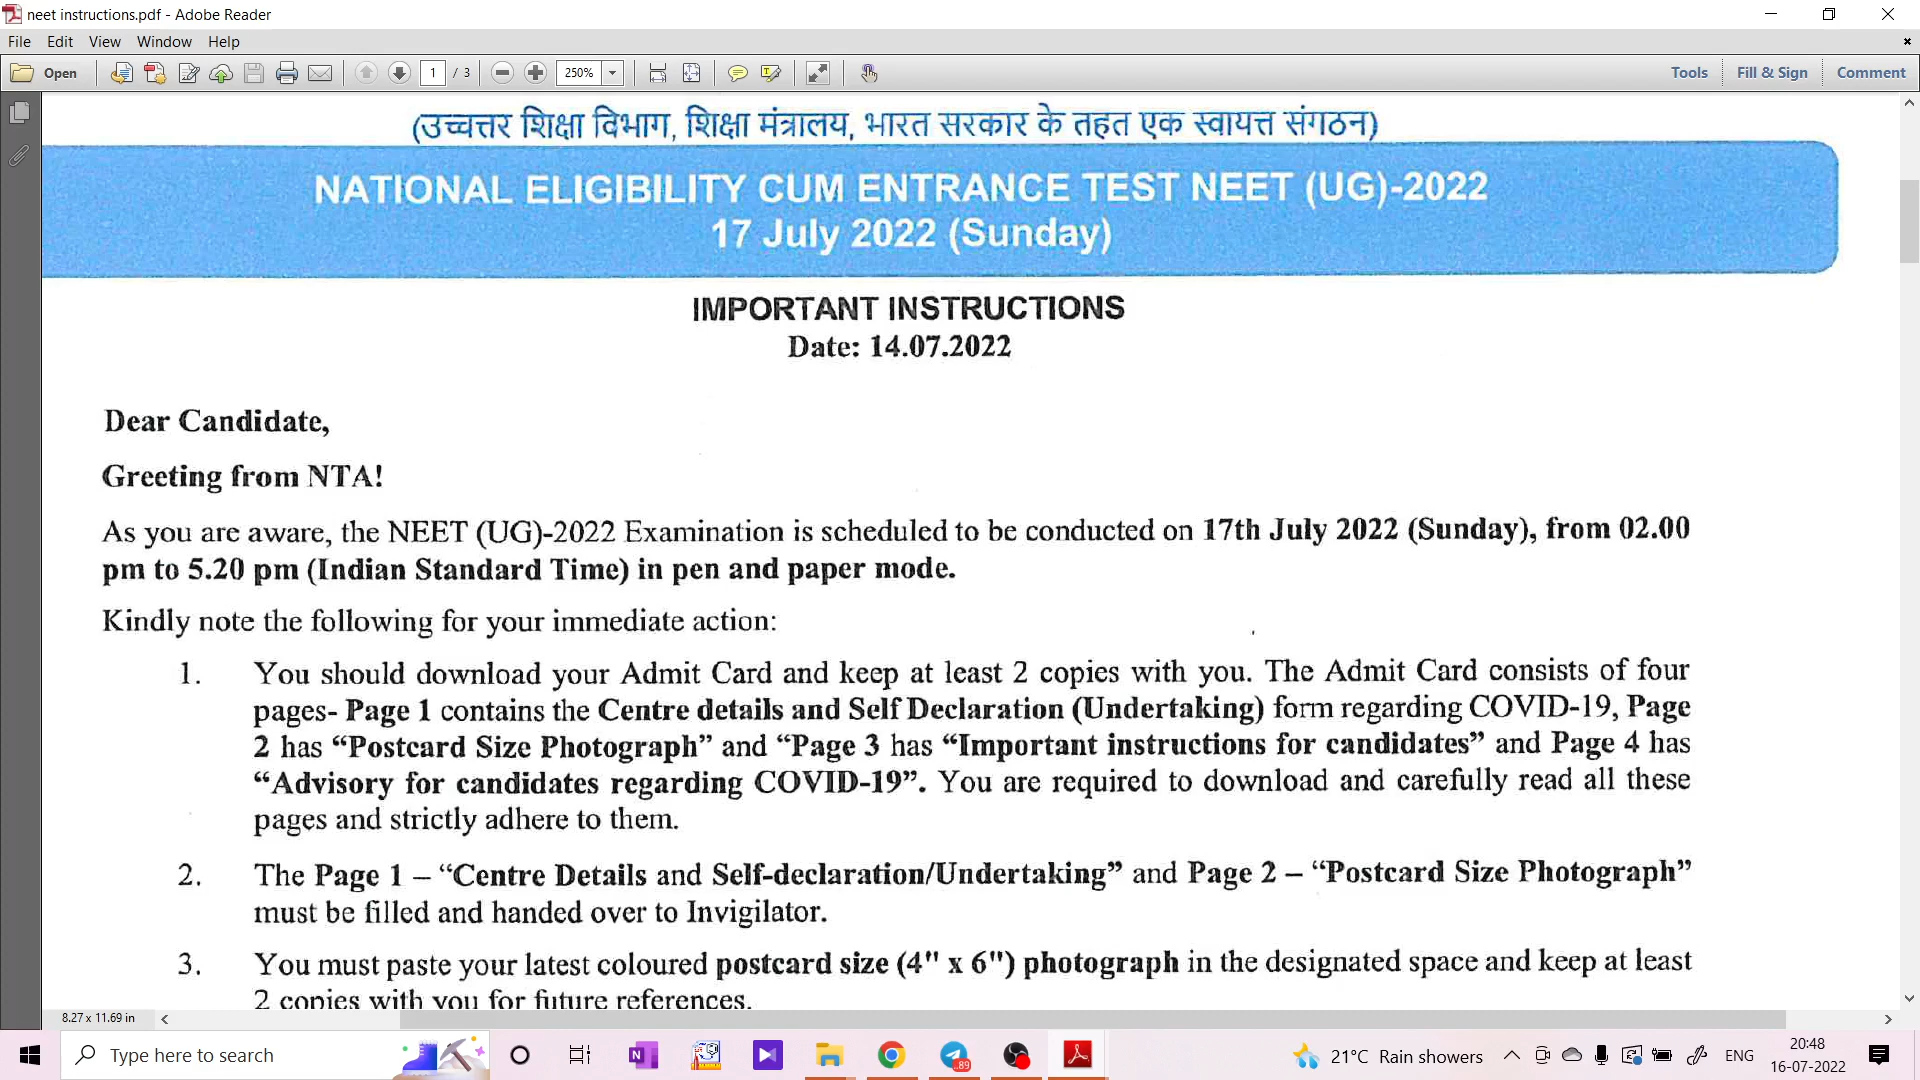 neet instructions.pdf - Adobe Reader
File Edit View Window Help
Open 1 / 3 250% Tools Fill & Sign Comment
(उच्चत्तर शिक्षा विभाग, शिक्षा मंत्रालय, भारत सरकार के तहत एक स्वायत्त संगठन)
NATIONAL ELIGIBILITY CUM ENTRANCE TEST NEET (UG)-2022
17 July 2022 (Sunday)
IMPORTANT INSTRUCTIONS
Date: 14.07.2022
Dear Candidate,
Greeting from NTA!
As you are aware, the NEET (UG)-2022 Examination is scheduled to be conducted on 17th July 2022 (Sunday), from 02.00
pm to 5.20 pm (Indian Standard Time) in pen and paper mode.
Kindly note the following for your immediate action:
1. You should download your Admit Card and keep at least 2 copies with you. The Admit Card consists of four
pages- Page 1 contains the Centre details and Self Declaration (Undertaking) form regarding COVID-19, Page
2 has “Postcard Size Photograph” and “Page 3 has “Important instructions for candidates” and Page 4 has
“Advisory for candidates regarding COVID-19”. You are required to download and carefully read all these
pages and strictly adhere to them.
2. The Page 1 – “Centre Details and Self-declaration/Undertaking” and Page 2 – “Postcard Size Photograph”
must be filled and handed over to Invigilator.
3. You must paste your latest coloured postcard size (4" x 6") photograph in the designated space and keep at least
2 copies with you for future references.
8.27 x 11.69 in
Type here to search N .89 21°C Rain showers ENG 20:48
16-07-2022